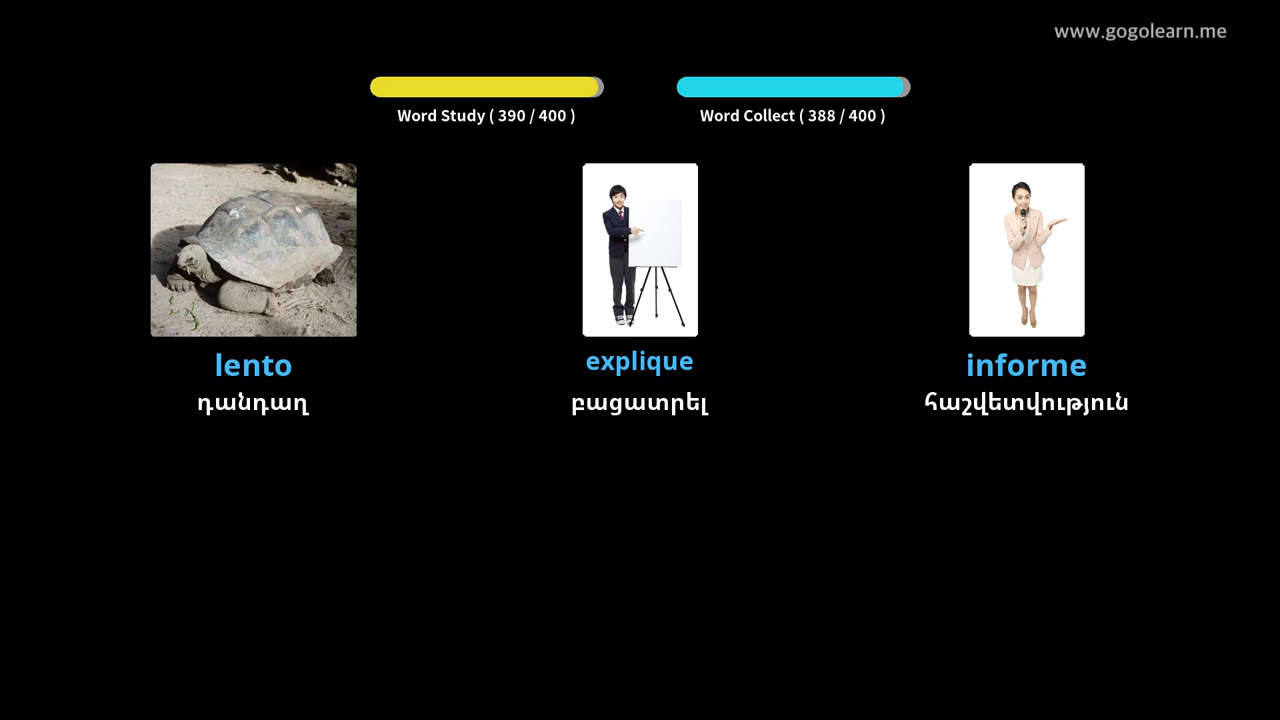 www.gogolearn.me
Word Study ( 390 / 400 )
Word Collect ( 388 / 400 )
lento
explique
informe
դանդաղ
բացատրել
հաշվետվություն